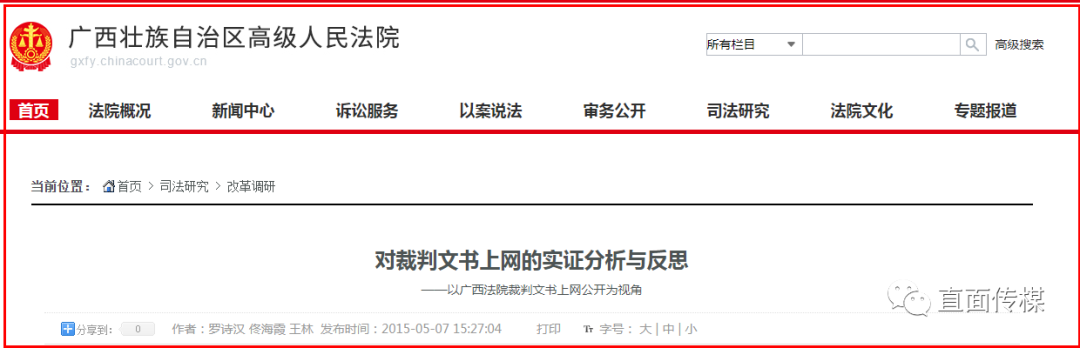 广西壮族自治区高级人民法院
gxfy.chinacourt.gov.cn
所有栏目 高级搜索
首页 法院概况 新闻中心 诉讼服务 以案说法 审务公开 司法研究 法院文化 专题报道
当前位置： 首页 > 司法研究 > 改革调研
对裁判文书上网的实证分析与反思
——以广西法院裁判文书上网公开为视角
直面传媒
分享到： 0 作者：罗诗汉 佟海霞 王林 发布时间：2015-05-07 15:27:04 打印 Tr 字号： 大 | 中 | 小